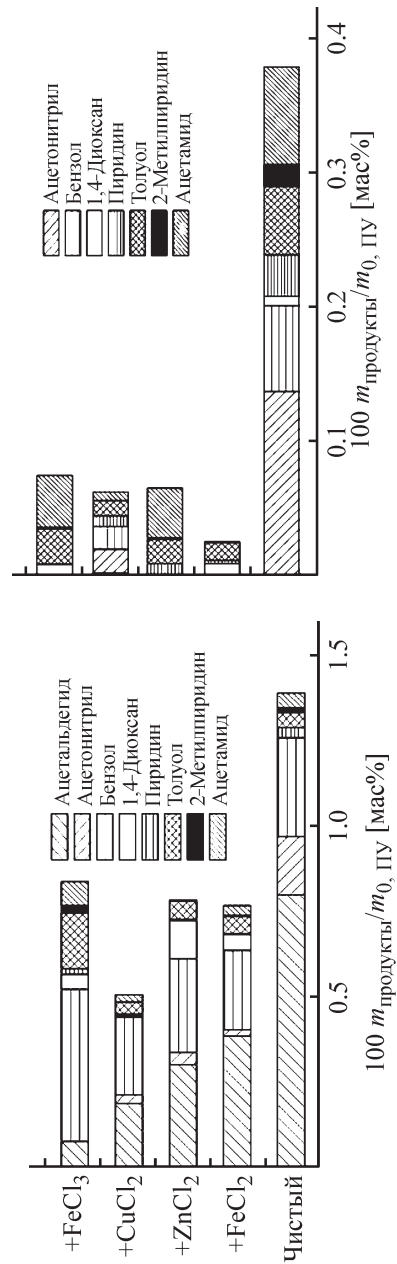 Ацетонитрил
Бензол
1,4-Диоксан
Пиридин
Толуол
2-Метилпиридин
Ацетамид
0.1
0.2
0.3
0.4
100 mпродукты/m0, ПУ [мас%]
Ацетальдегид
Ацетонитрил
Бензол
1,4-Диоксан
Пиридин
Толуол
2-Метилпиридин
Ацетамид
+FeCl3
+CuCl2
+ZnCl2
+FeCl2
Чистый
0.5
1.0
1.5
100 mпродукты/m0, ПУ [мас%]